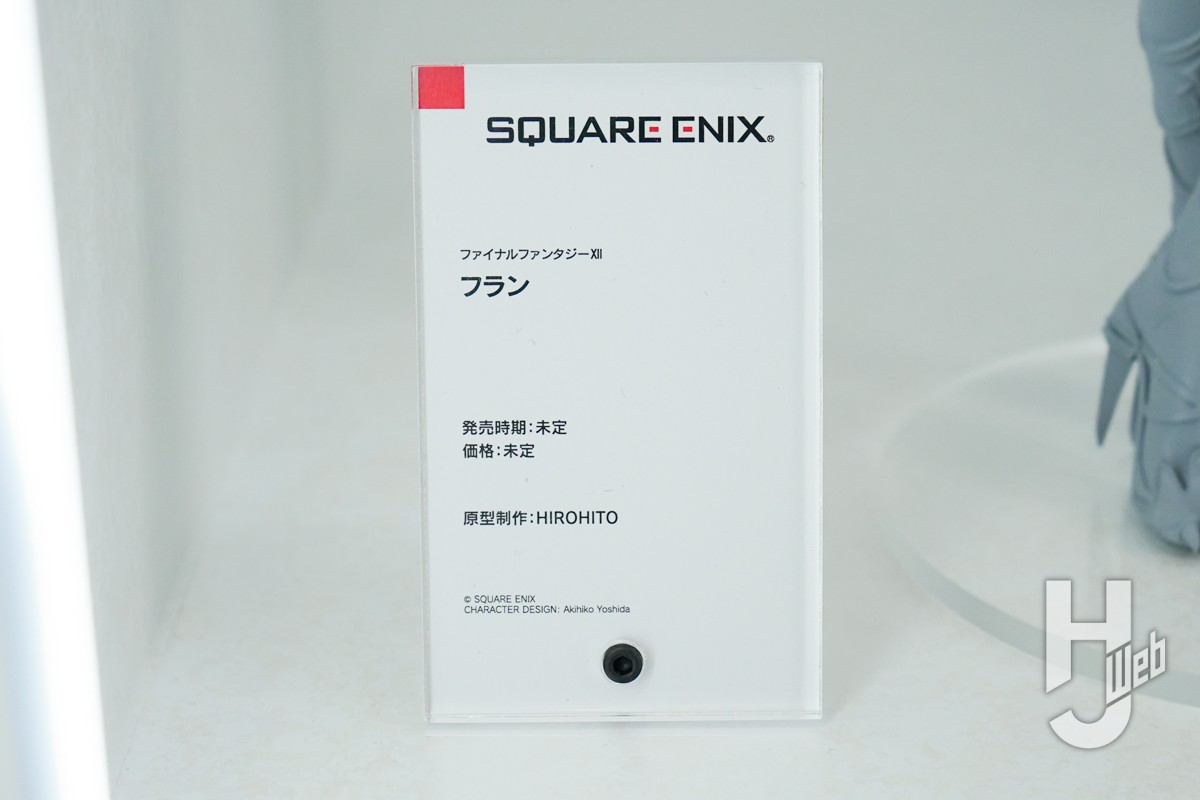 SQUARE ENIX®
ファイナルファンタジーXII
フラン
発売時期：未定
価格：未定
原型制作：HIROHITO
© SQUARE ENIX
CHARACTER DESIGN: Akihiko Yoshida
HJ Web